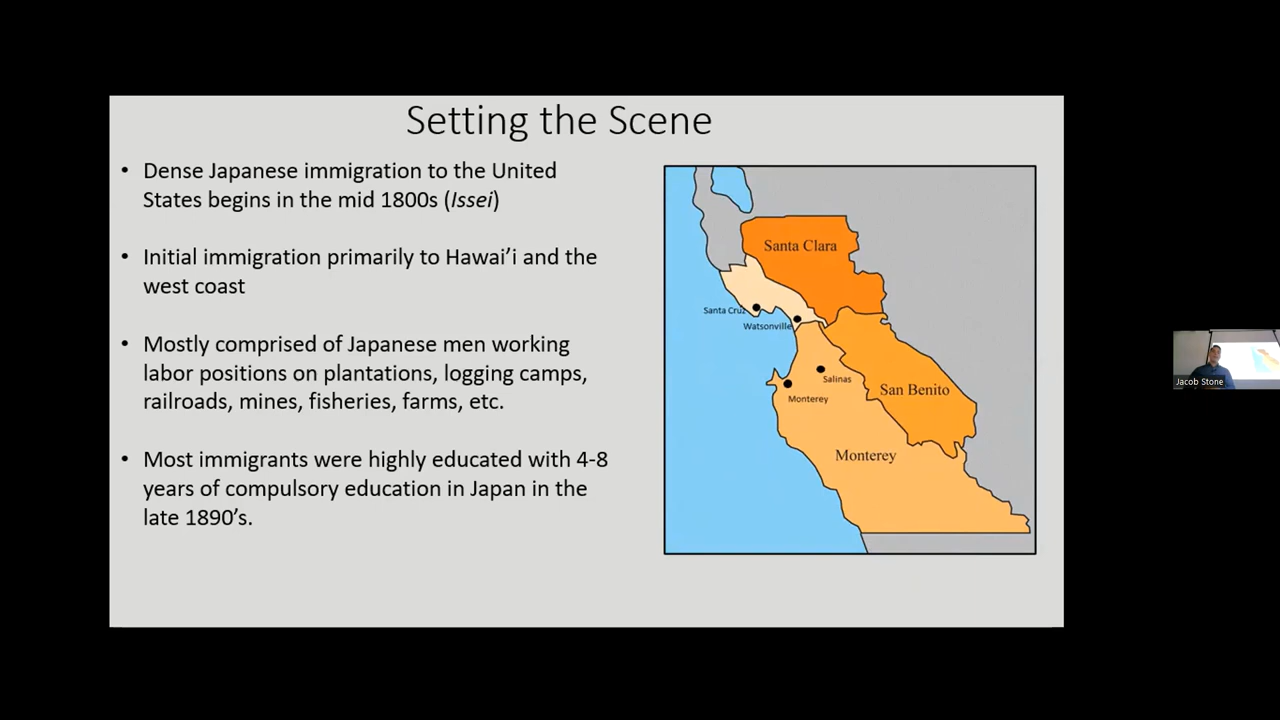 Setting the Scene
• Dense Japanese immigration to the United
States begins in the mid 1800s (Issei)
• Initial immigration primarily to Hawai’i and the
west coast
• Mostly comprised of Japanese men working
labor positions on plantations, logging camps,
railroads, mines, fisheries, farms, etc.
• Most immigrants were highly educated with 4-8
years of compulsory education in Japan in the
late 1890’s.
Santa Clara
Santa Cruz
Watsonville
Salinas
San Benito
Monterey
Monterey
Jacob Stone